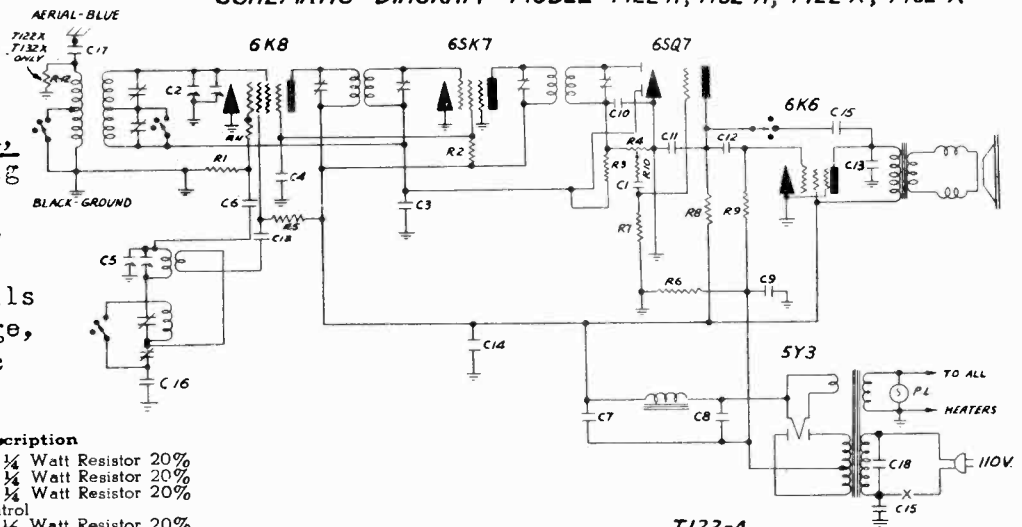 SCHEMATIC DIAGRAM MODEL T122-A, T132-A, T122-X, T132-X
AERIAL-BLUE
T122X
T132X
ONLY
R12
C17
6K8
6SK7
6SQ7
6K6
C2
C10
C15
R11
R2
R4
C11
C12
C13
R1
C4
R3
R10
C1
BLACK-GROUND
C6
C3
R5
R7
R8
R9
C13
C5
R6
C9
ils
ge,
C14
5Y3
C16
TO ALL
PL
HEATERS
C7
C8
C18
110V.
X
C15
cription
¼ Watt Resistor 20%
¼ Watt Resistor 20%
¼ Watt Resistor 20%
trol
¼ Watt Resistor 20%
T122-A